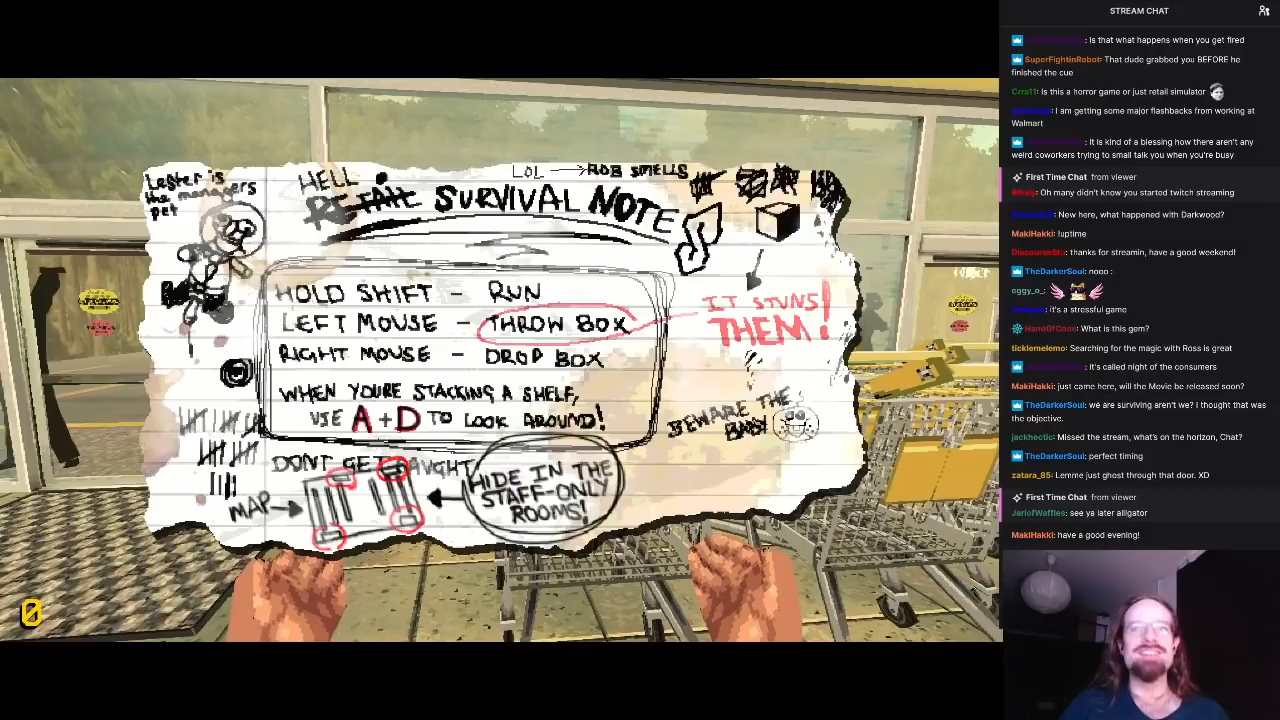 Lester is
the managers
pet
LOL → ROB SMELLS
HELL
RETAIL SURVIVAL NOTE
HOLD SHIFT - RUN
LEFT MOUSE - THROW BOX
RIGHT MOUSE - DROP BOX
WHEN YOURE STACKING A SHELF,
USE A + D TO LOOK AROUND!
IT STUNS
THEM!
BEWARE THE
BABY
DONT GET CAUGHT
MAP
HIDE IN THE
STAFF-ONLY
ROOMS!
0
STREAM CHAT
: Is that what happens when you get fired
SuperFightinRobot: That dude grabbed you BEFORE he
finished the cue
Crra11: Is this a horror game or just retail simulator
: I am getting some major flashbacks from working at
Walmart
: It is kind of a blessing how there aren't any
weird coworkers trying to small talk you when you're busy
First Time Chat from viewer
: Oh many didn't know you started twitch streaming
: New here, what happened with Darkwood?
MakiHakki: !uptime
: thanks for streamin, have a good weekend!
TheDarkerSoul: nooo :
eggy_o_:
: it's a stressful game
HandOfCode: What is this gem?
ticklememo: Searching for the magic with Ross is great
: it's called night of the consumers
MakiHakki: just came here, will the Movie be released soon?
TheDarkerSoul: we are surviving aren't we? I thought that was
the objective.
jackhectic: Missed the stream, what's on the horizon, Chat?
TheDarkerSoul: perfect timing
zatara_85: Lemme just ghost through that door. XD
First Time Chat from viewer
JarlofWaffles: see ya later alligator
MakiHakki: have a good evening!